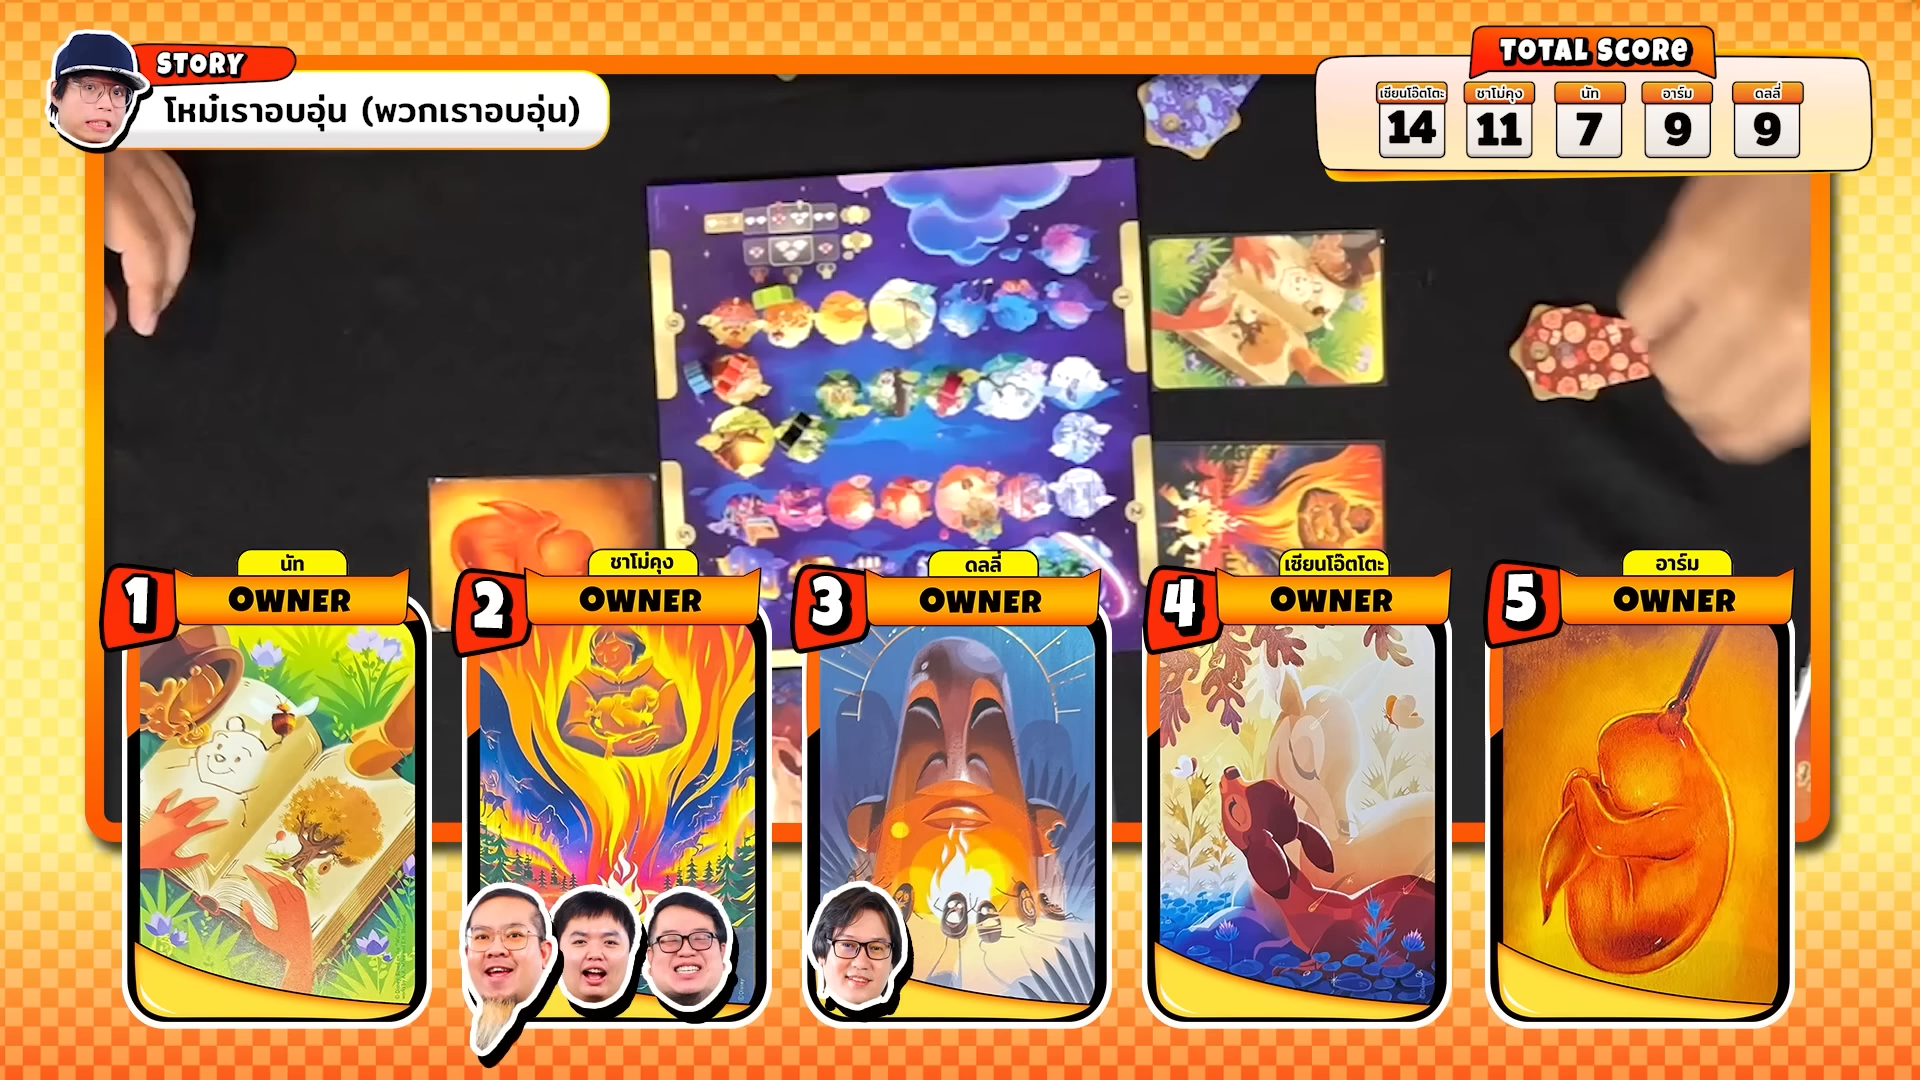 STORY
โหม๋เราอบอุ่น (พวกเราอบอุ่น)
TOTAL SCORE
เซียนโอ๊ตโตะ ชาโม่คุง นัท อาร์ม ดลลี่
14 11 7 9 9
นัท
1 OWNER
ชาโม่คุง
2 OWNER
ดลลี่
3 OWNER
เซียนโอ๊ตโตะ
4 OWNER
อาร์ม
5 OWNER